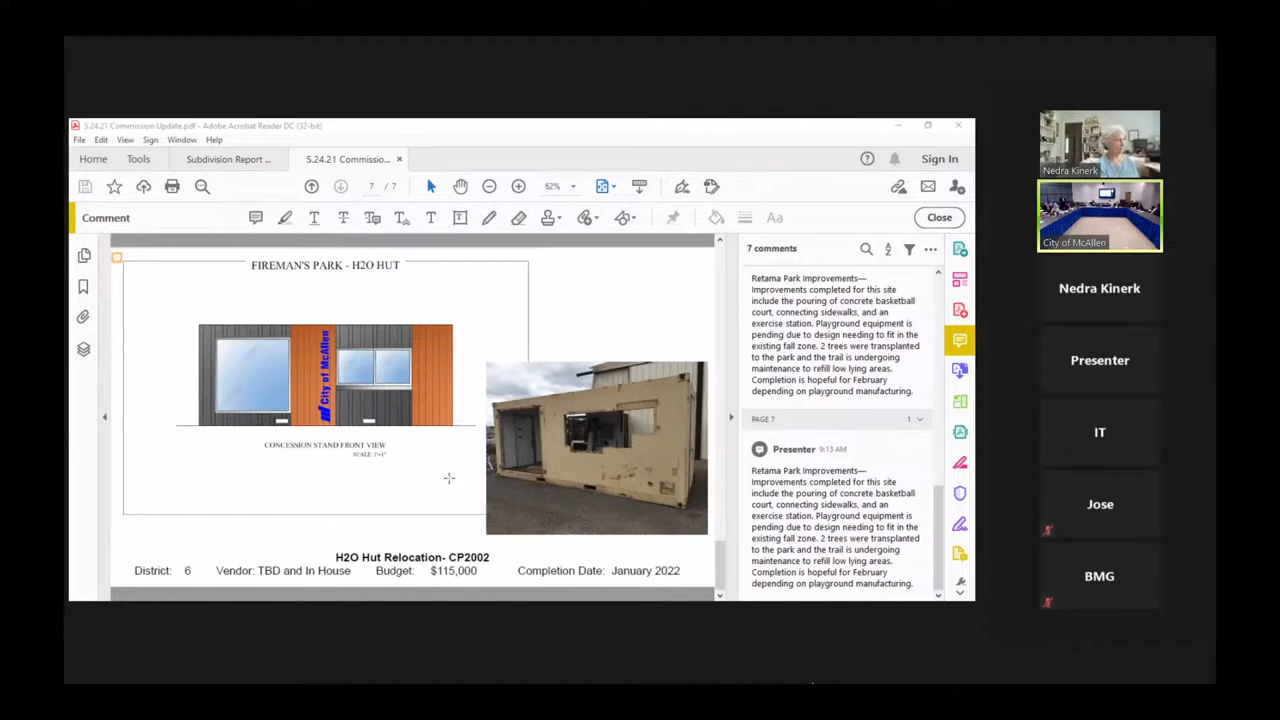 5.24.21 Commission Update.pdf - Adobe Acrobat Reader DC (32-bit)
File Edit View Sign Window Help
Home Tools Subdivision Report ... 5.24.21 Commissio... × Sign In
7 / 7 62%
Comment Close
FIREMAN'S PARK - H2O HUT
City of McAllen
CONCESSION STAND FRONT VIEW
SCALE: 1"=1"
H2O Hut Relocation- CP2002
District: 6 Vendor: TBD and In House Budget: $115,000 Completion Date: January 2022
7 comments
Retama Park Improvements—
Improvements completed for this site
include the pouring of concrete basketball
court, connecting sidewalks, and an
exercise station. Playground equipment is
pending due to design needing to fit in the
existing fall zone. 2 trees were transplanted
to the park and the trail is undergoing
maintenance to refill low lying areas.
Completion is hopeful for February
depending on playground manufacturing.
PAGE 7 1
Presenter 9:13 AM
Retama Park Improvements—
Improvements completed for this site
include the pouring of concrete basketball
court, connecting sidewalks, and an
exercise station. Playground equipment is
pending due to design needing to fit in the
existing fall zone. 2 trees were transplanted
to the park and the trail is undergoing
maintenance to refill low lying areas.
Completion is hopeful for February
depending on playground manufacturing.
Nedra Kinerk
City of McAllen
Nedra Kinerk
Presenter
IT
Jose
BMG